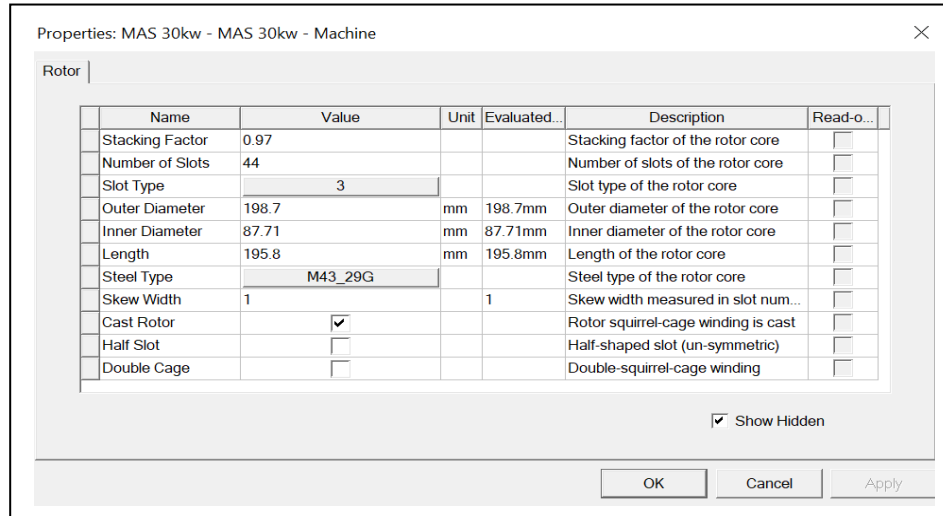 Properties: MAS 30kw - MAS 30kw - Machine
Rotor
Name Value Unit Evaluated... Description Read-o...
Stacking Factor 0.97 Stacking factor of the rotor core
Number of Slots 44 Number of slots of the rotor core
Slot Type 3 Slot type of the rotor core
Outer Diameter 198.7 mm 198.7mm Outer diameter of the rotor core
Inner Diameter 87.71 mm 87.71mm Inner diameter of the rotor core
Length 195.8 mm 195.8mm Length of the rotor core
Steel Type M43_29G Steel type of the rotor core
Skew Width 1 1 Skew width measured in slot num...
Cast Rotor Rotor squirrel-cage winding is cast
Half Slot Half-shaped slot (un-symmetric)
Double Cage Double-squirrel-cage winding
Show Hidden
OK Cancel Apply